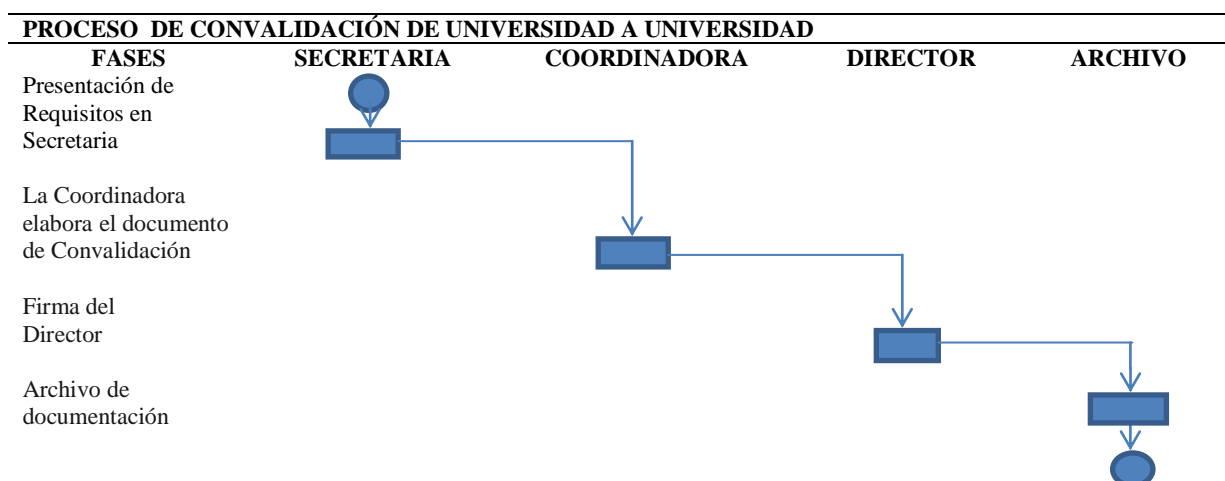 PROCESO DE CONVALIDACIÓN DE UNIVERSIDAD A UNIVERSIDAD
FASES SECRETARIA COORDINADORA DIRECTOR ARCHIVO
Presentación de
Requisitos en
Secretaria
La Coordinadora
elabora el documento
de Convalidación
Firma del
Director
Archivo de
documentación